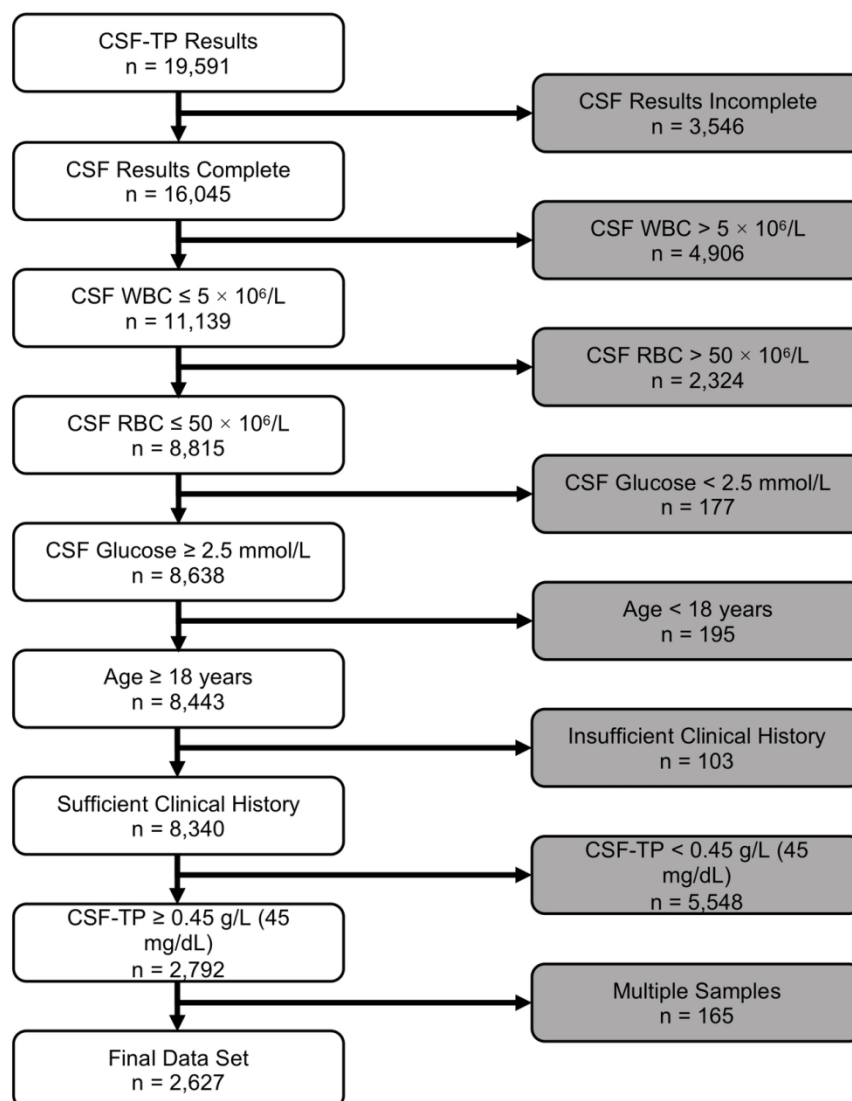 CSF-TP Results
n = 19,591
CSF Results Incomplete
n = 3,546
CSF Results Complete
n = 16,045
CSF WBC > 5 × 10⁶/L
n = 4,906
CSF WBC ≤ 5 × 10⁶/L
n = 11,139
CSF RBC > 50 × 10⁶/L
n = 2,324
CSF RBC ≤ 50 × 10⁶/L
n = 8,815
CSF Glucose < 2.5 mmol/L
n = 177
CSF Glucose ≥ 2.5 mmol/L
n = 8,638
Age < 18 years
n = 195
Age ≥ 18 years
n = 8,443
Insufficient Clinical History
n = 103
Sufficient Clinical History
n = 8,340
CSF-TP < 0.45 g/L (45
mg/dL)
n = 5,548
CSF-TP ≥ 0.45 g/L (45
mg/dL)
n = 2,792
Multiple Samples
n = 165
Final Data Set
n = 2,627